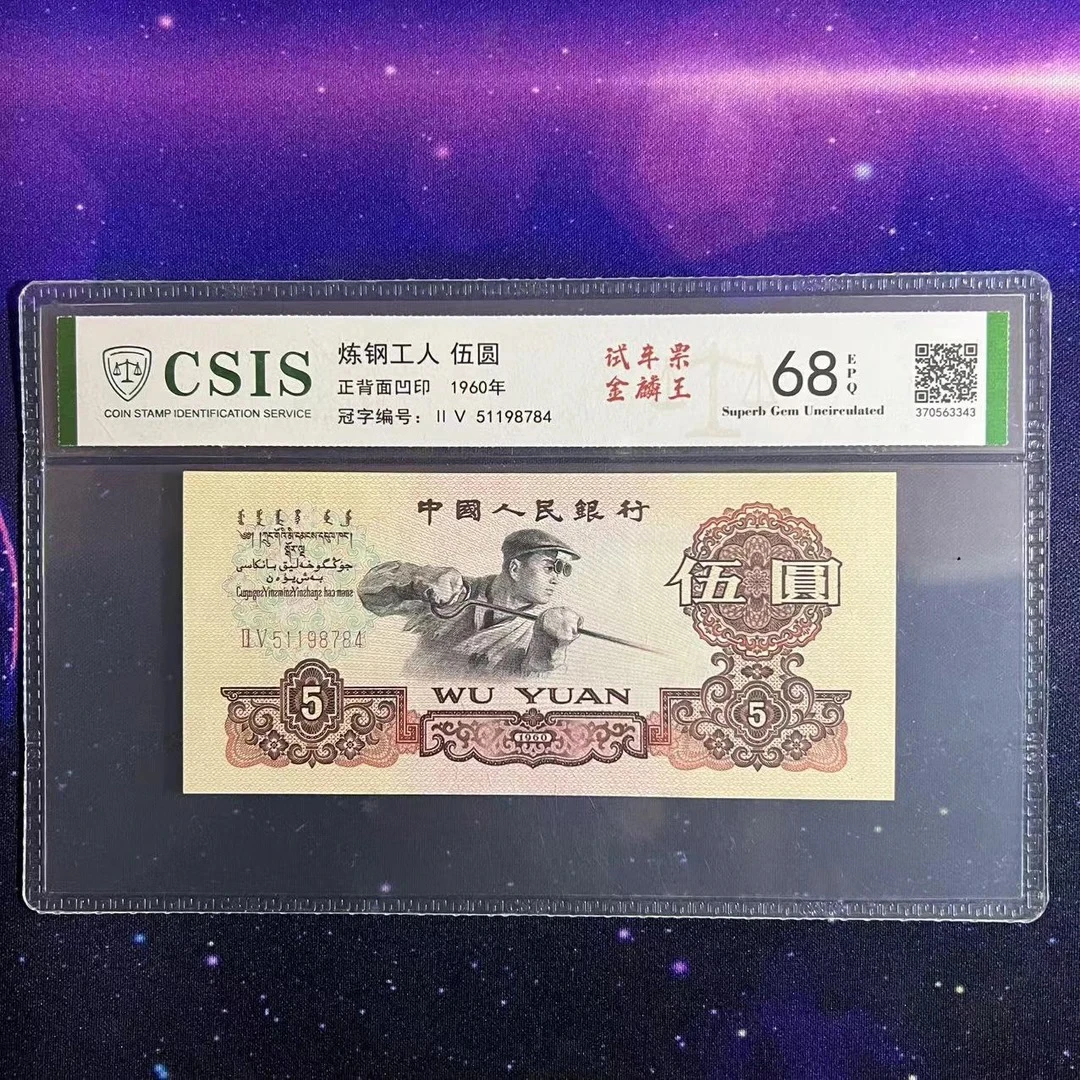 CSIS
COIN STAMP IDENTIFICATION SERVICE
炼钢工人 伍圆
正背面凹印 1960年
冠字编号: II V 51198784
试车票
金麟王
68 EPQ
Superb Gem Uncirculated
370563343
中國人民銀行
伍圓
ⅡV51198784
WU YUAN
5
1960
5